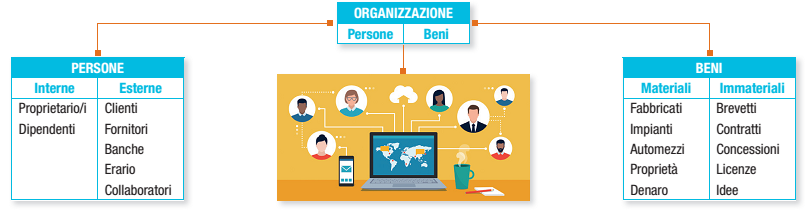 ORGANIZZAZIONE
Persone Beni
PERSONE
Interne Esterne
Proprietario/i Clienti
Dipendenti Fornitori
Banche
Erario
Collaboratori
BENI
Materiali Immateriali
Fabbricati Brevetti
Impianti Contratti
Automezzi Concessioni
Proprietà Licenze
Denaro Idee